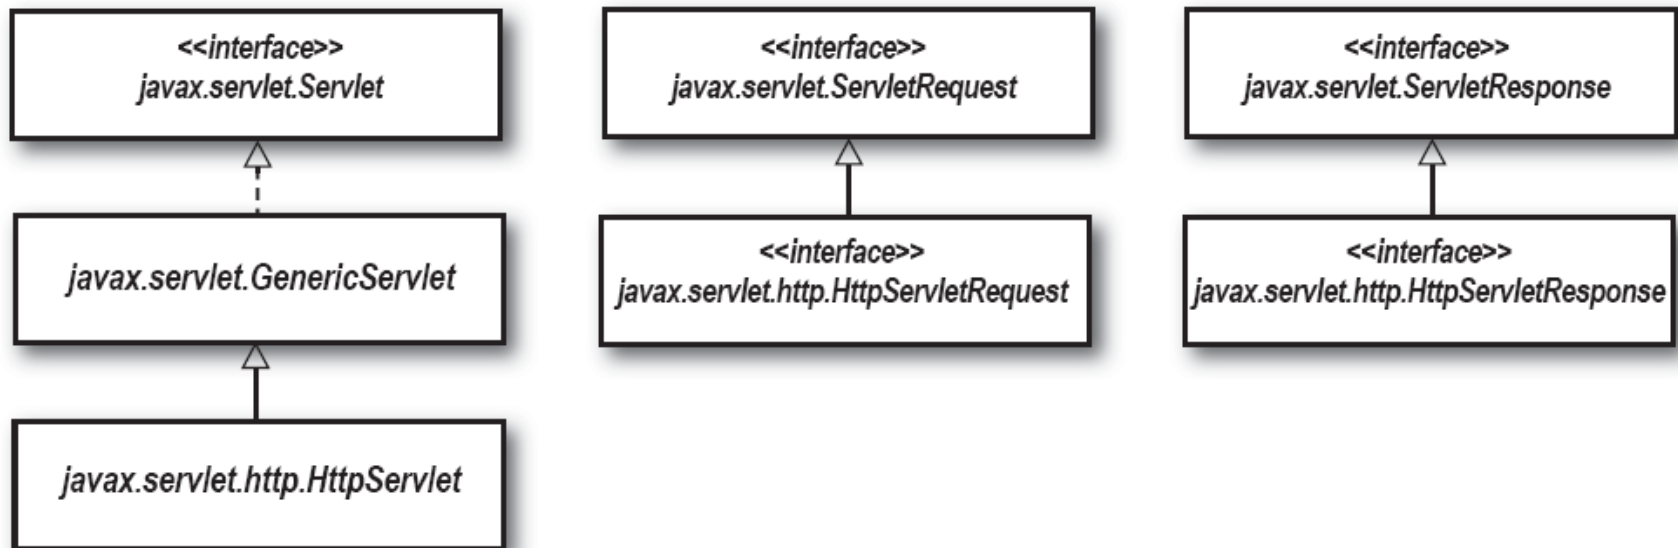 <<interface>>
javax.servlet.Servlet
<<interface>>
javax.servlet.ServletRequest
<<interface>>
javax.servlet.ServletResponse
javax.servlet.GenericServlet
<<interface>>
javax.servlet.http.HttpServletRequest
<<interface>>
javax.servlet.http.HttpServletResponse
javax.servlet.http.HttpServlet